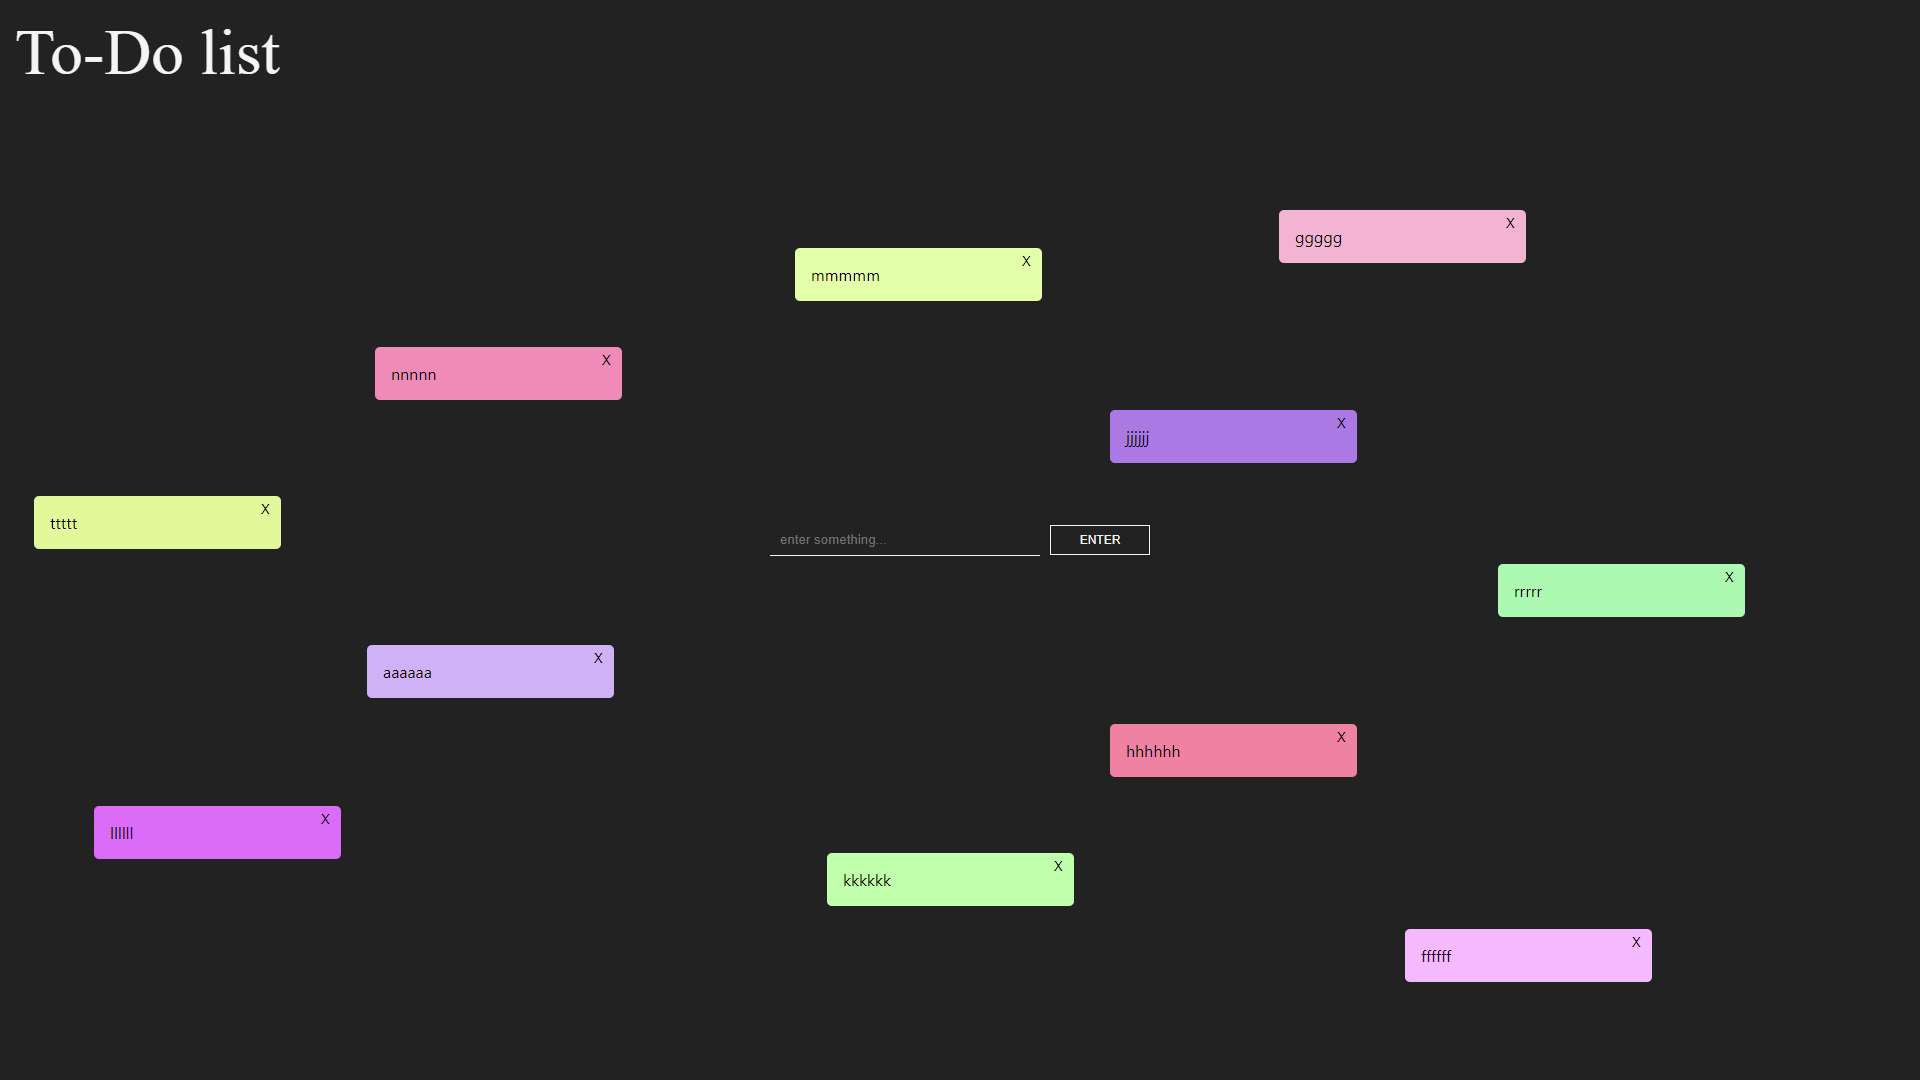 To-Do list
X
ggggg
X
mmmmm
X
nnnnn
X
jjjjjj
X
ttttt
enter something...
ENTER
X
rrrrr
X
aaaaaa
X
hhhhhh
X
llllll
X
kkkkkk
X
ffffff